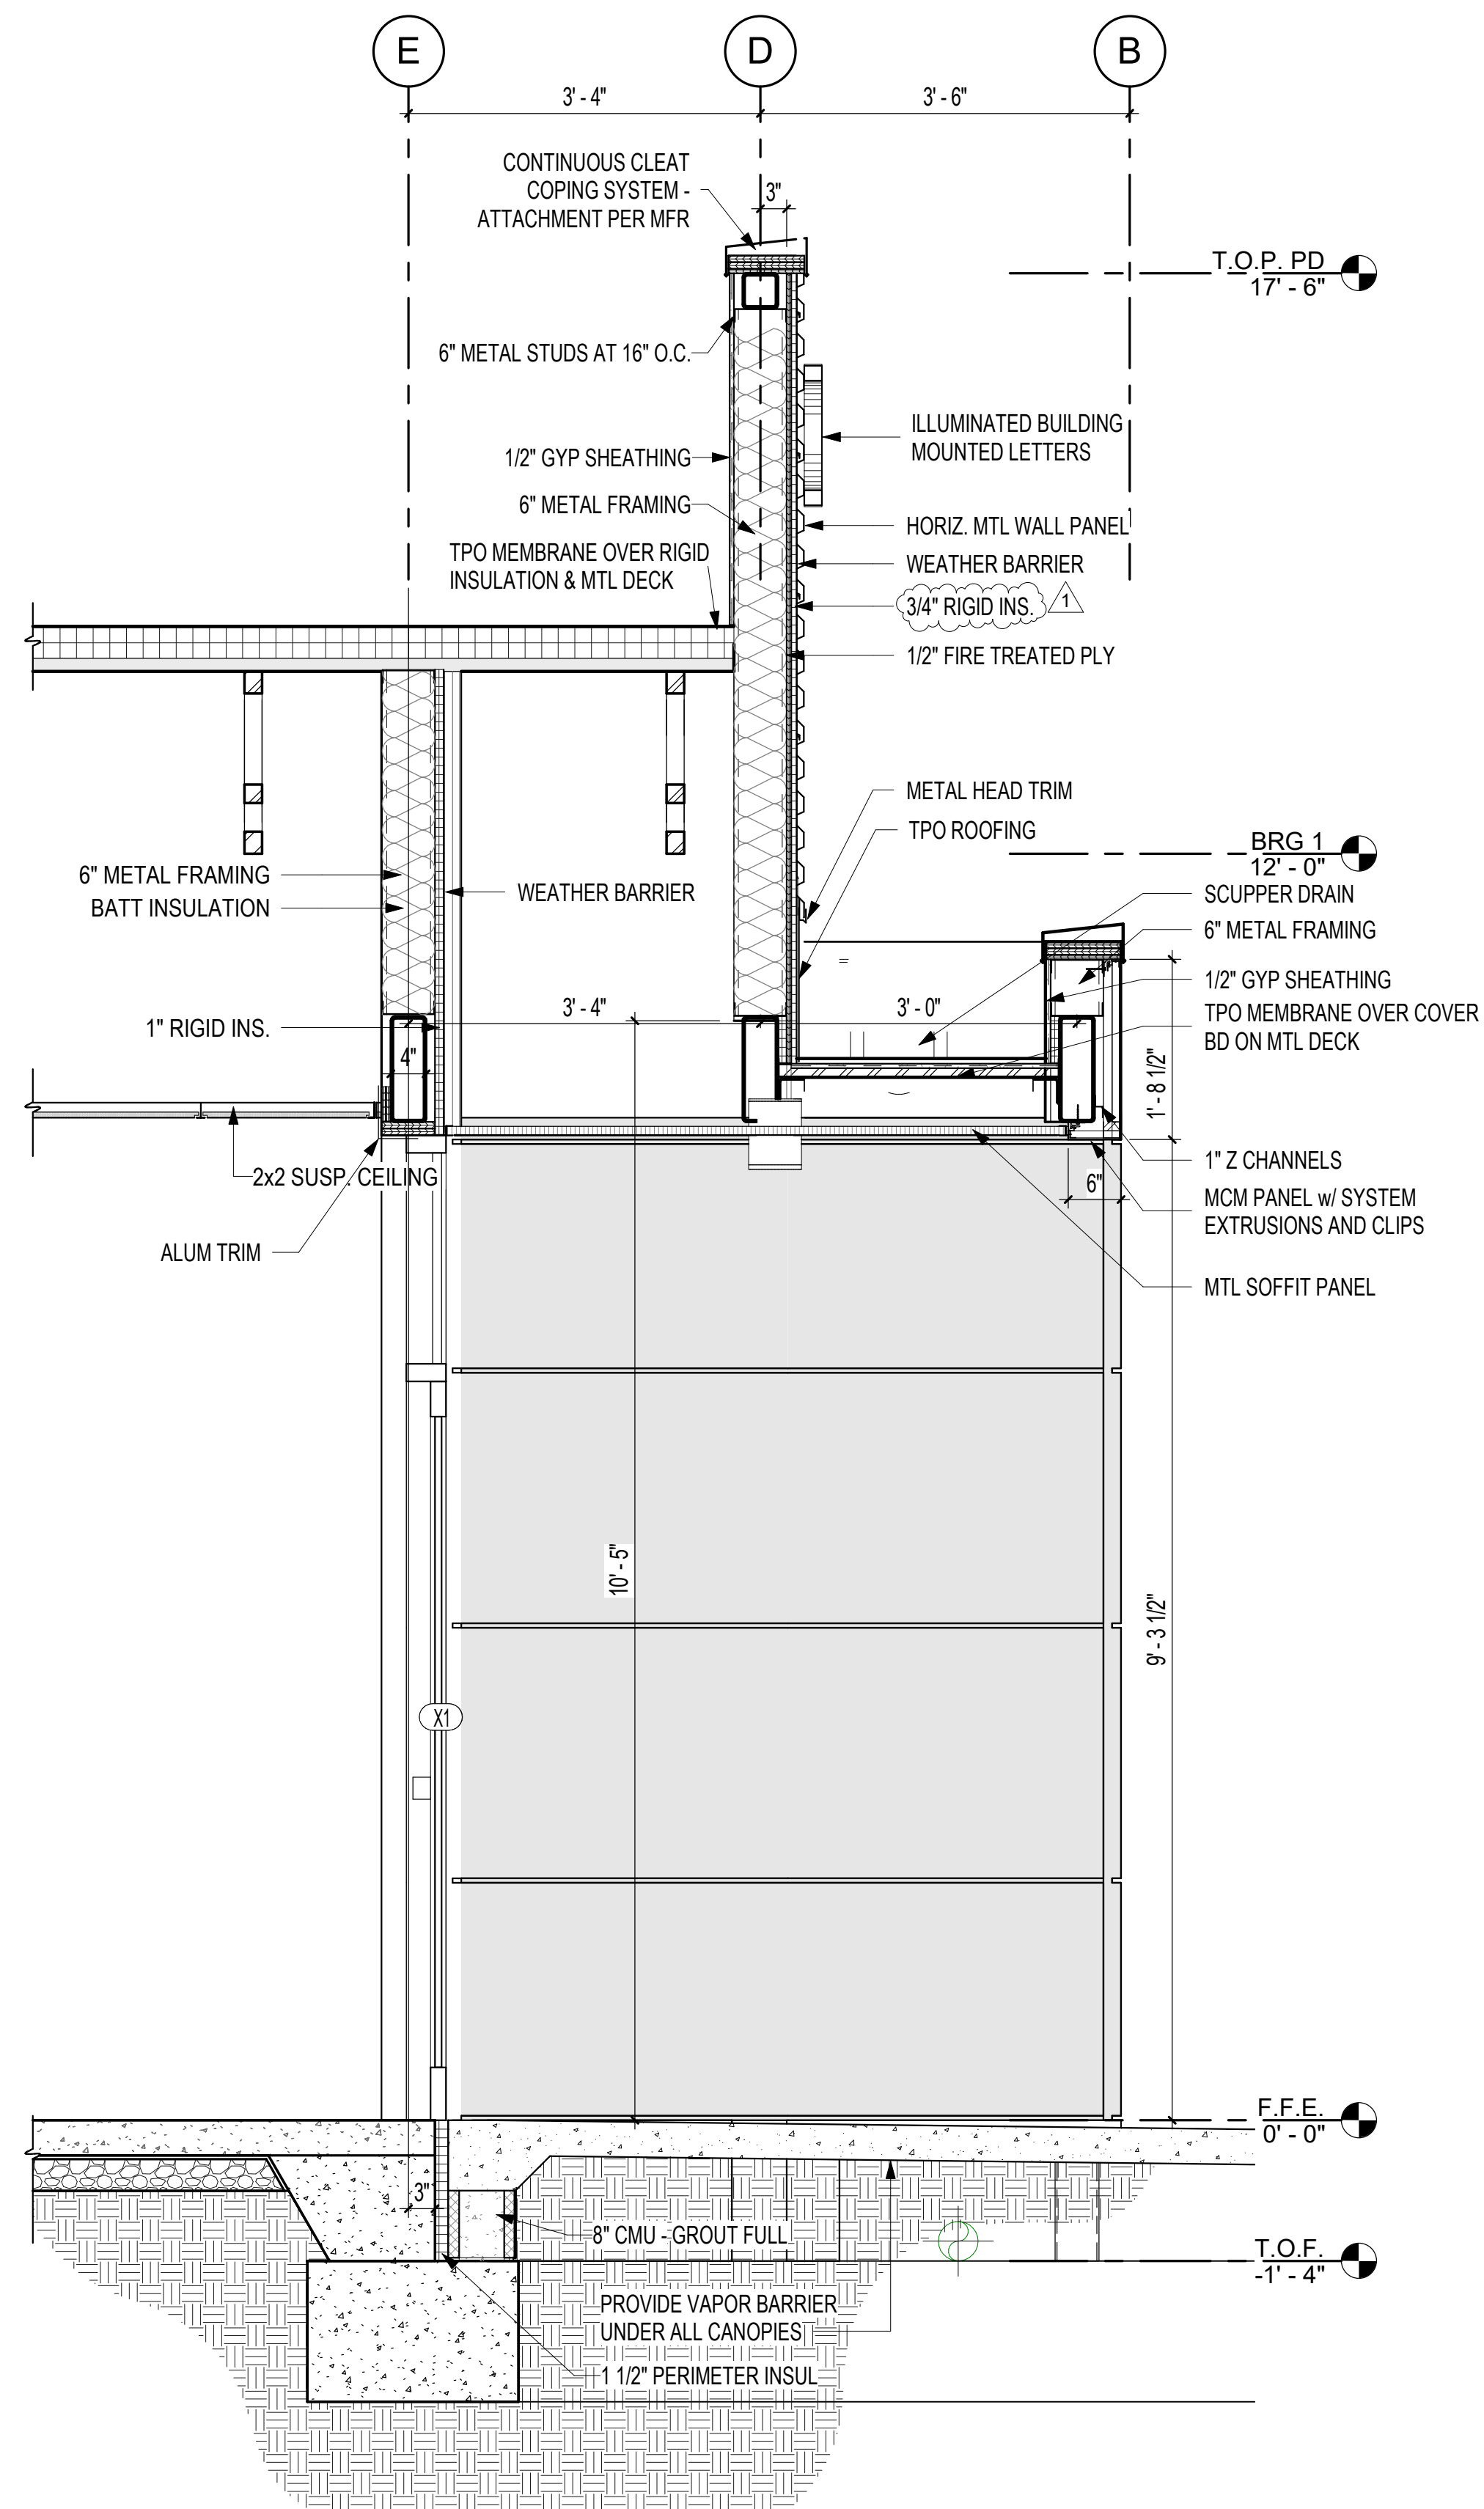 E
D
B
3' - 4"
3' - 6"
CONTINUOUS CLEAT
COPING SYSTEM -
ATTACHMENT PER MFR
3"
T.O.P. PD
17' - 6"
6" METAL STUDS AT 16" O.C.
ILLUMINATED BUILDING
MOUNTED LETTERS
1/2" GYP SHEATHING
6" METAL FRAMING
HORIZ. MTL WALL PANEL
TPO MEMBRANE OVER RIGID
INSULATION & MTL DECK
WEATHER BARRIER
3/4" RIGID INS.
1
1/2" FIRE TREATED PLY
METAL HEAD TRIM
TPO ROOFING
BRG 1
12' - 0"
6" METAL FRAMING
BATT INSULATION
WEATHER BARRIER
SCUPPER DRAIN
6" METAL FRAMING
1/2" GYP SHEATHING
TPO MEMBRANE OVER COVER
BD ON MTL DECK
3' - 4"
3' - 0"
1" RIGID INS.
4"
1' - 8 1/2"
2x2 SUSP. CEILING
1" Z CHANNELS
6"
MCM PANEL w/ SYSTEM
EXTRUSIONS AND CLIPS
ALUM TRIM
MTL SOFFIT PANEL
10' - 5"
9' - 3 1/2"
X1
F.F.E.
0' - 0"
3"
8" CMU - GROUT FULL
T.O.F.
-1' - 4"
PROVIDE VAPOR BARRIER
UNDER ALL CANOPIES
1 1/2" PERIMETER INSUL